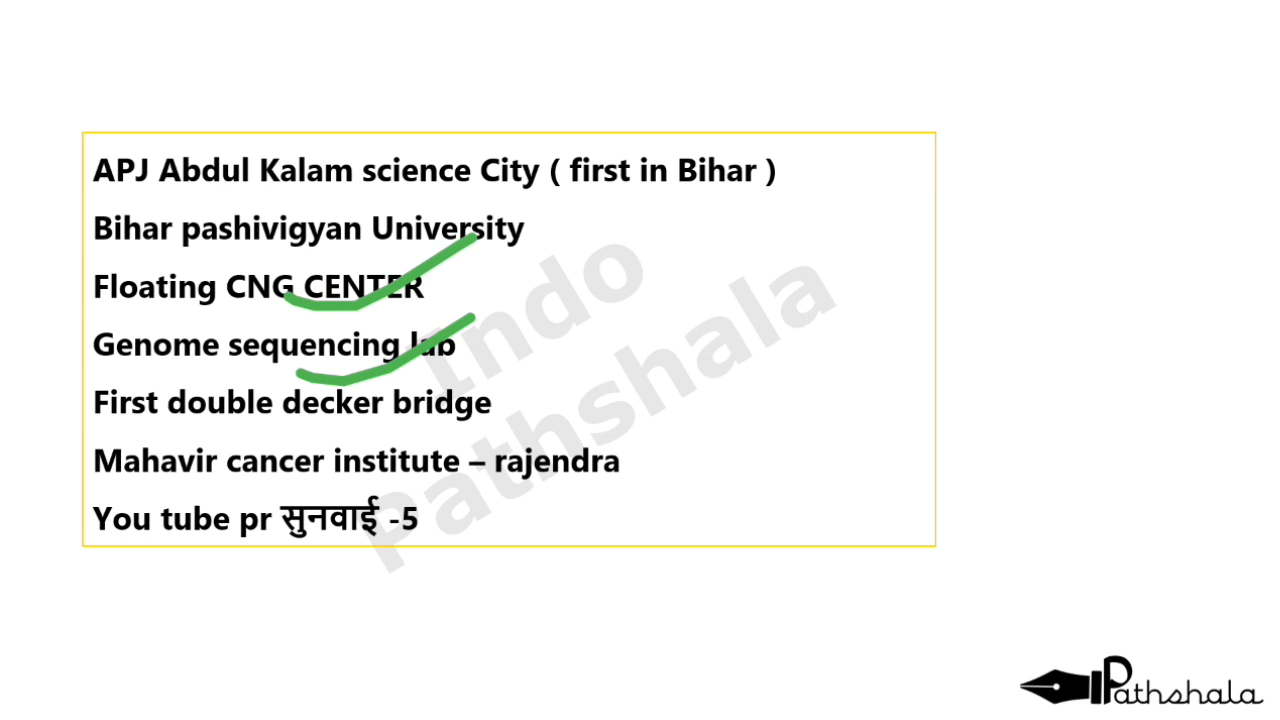 APJ Abdul Kalam science City ( first in Bihar )
Bihar pashivigyan University
Floating CNG CENTER
Genome sequencing lab
First double decker bridge
Mahavir cancer institute – rajendra
You tube pr सुनवाई -5
Indo
Pathshala
Pathshala